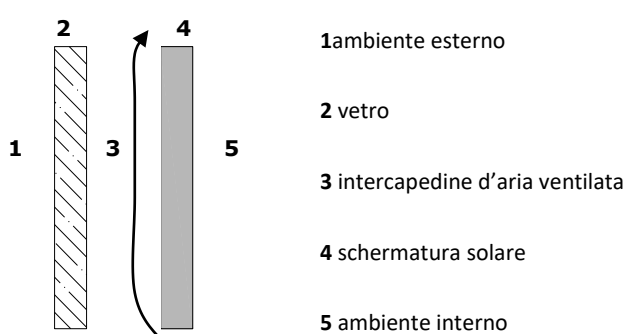 2
4
1
3
5
1ambiente esterno
2 vetro
3 intercapedine d’aria ventilata
4 schermatura solare
5 ambiente interno